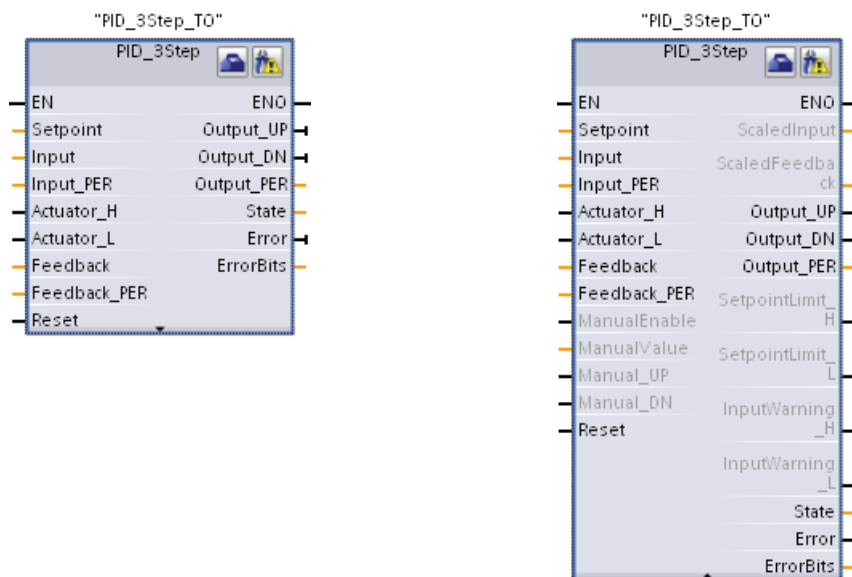 "PID_3Step_TO"
PID_3Step
EN ENO
Setpoint Output_UP
Input Output_DN
Input_PER Output_PER
Actuator_H State
Actuator_L Error
Feedback ErrorBits
Feedback_PER
Reset
"PID_3Step_TO"
PID_3Step
EN ENO
Setpoint ScaledInput
Input ScaledFeedba
Input_PER ck
Actuator_H Output_UP
Actuator_L Output_DN
Feedback Output_PER
Feedback_PER SetpointLimit_
ManualEnable H
ManualValue SetpointLimit_
Manual_UP L
Manual_DN InputWarning
Reset _H
InputWarning
_L
State
Error
ErrorBits